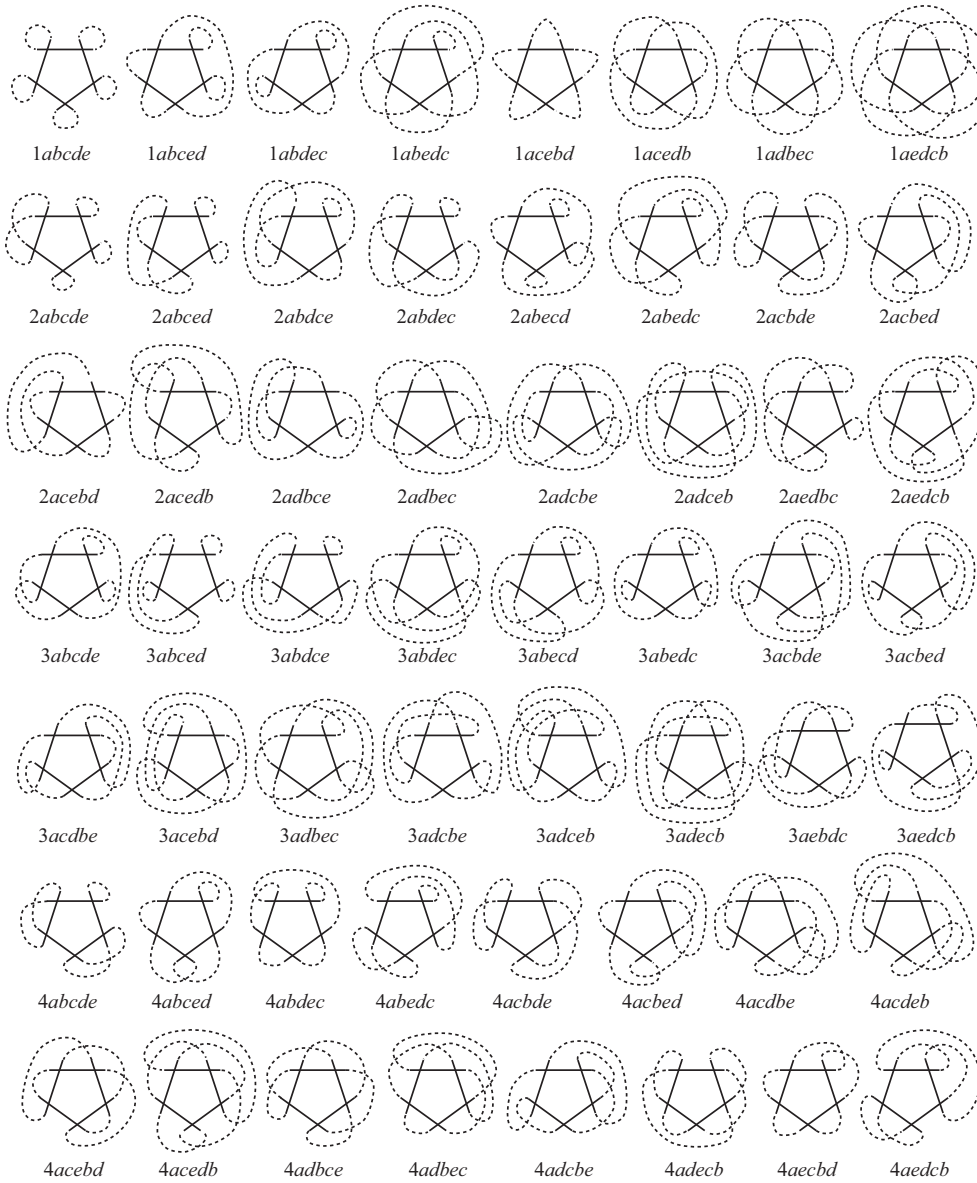 1abcde 1abced 1abdec 1abedc 1acebd 1acedb 1adbec 1aedcb
2abcde 2abced 2abdce 2abdec 2abecd 2abedc 2acbde 2acbed
2acebd 2acedb 2adbce 2adbec 2adcbe 2adceb 2aedbc 2aedcb
3abcde 3abced 3abdce 3abdec 3abecd 3abedc 3acbde 3acbed
3acdbe 3acebd 3adbec 3adcbe 3adceb 3adecb 3aebdc 3aedcb
4abcde 4abced 4abdec 4abedc 4acbde 4acbed 4acdbe 4acdeb
4acebd 4acedb 4adbce 4adbec 4adcbe 4adecb 4aecbd 4aedcb